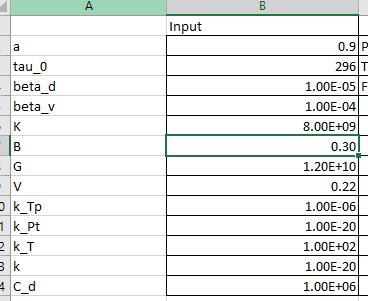 A B
Input
a 0.9 P
tau_0 296 T
beta_d 1.00E-05 F
beta_v 1.00E-04
K 8.00E+09
B 0.30
G 1.20E+10
V 0.22
k_Tp 1.00E-06
k_Pt 1.00E-20
k_T 1.00E+02
k 1.00E-20
C_d 1.00E+06